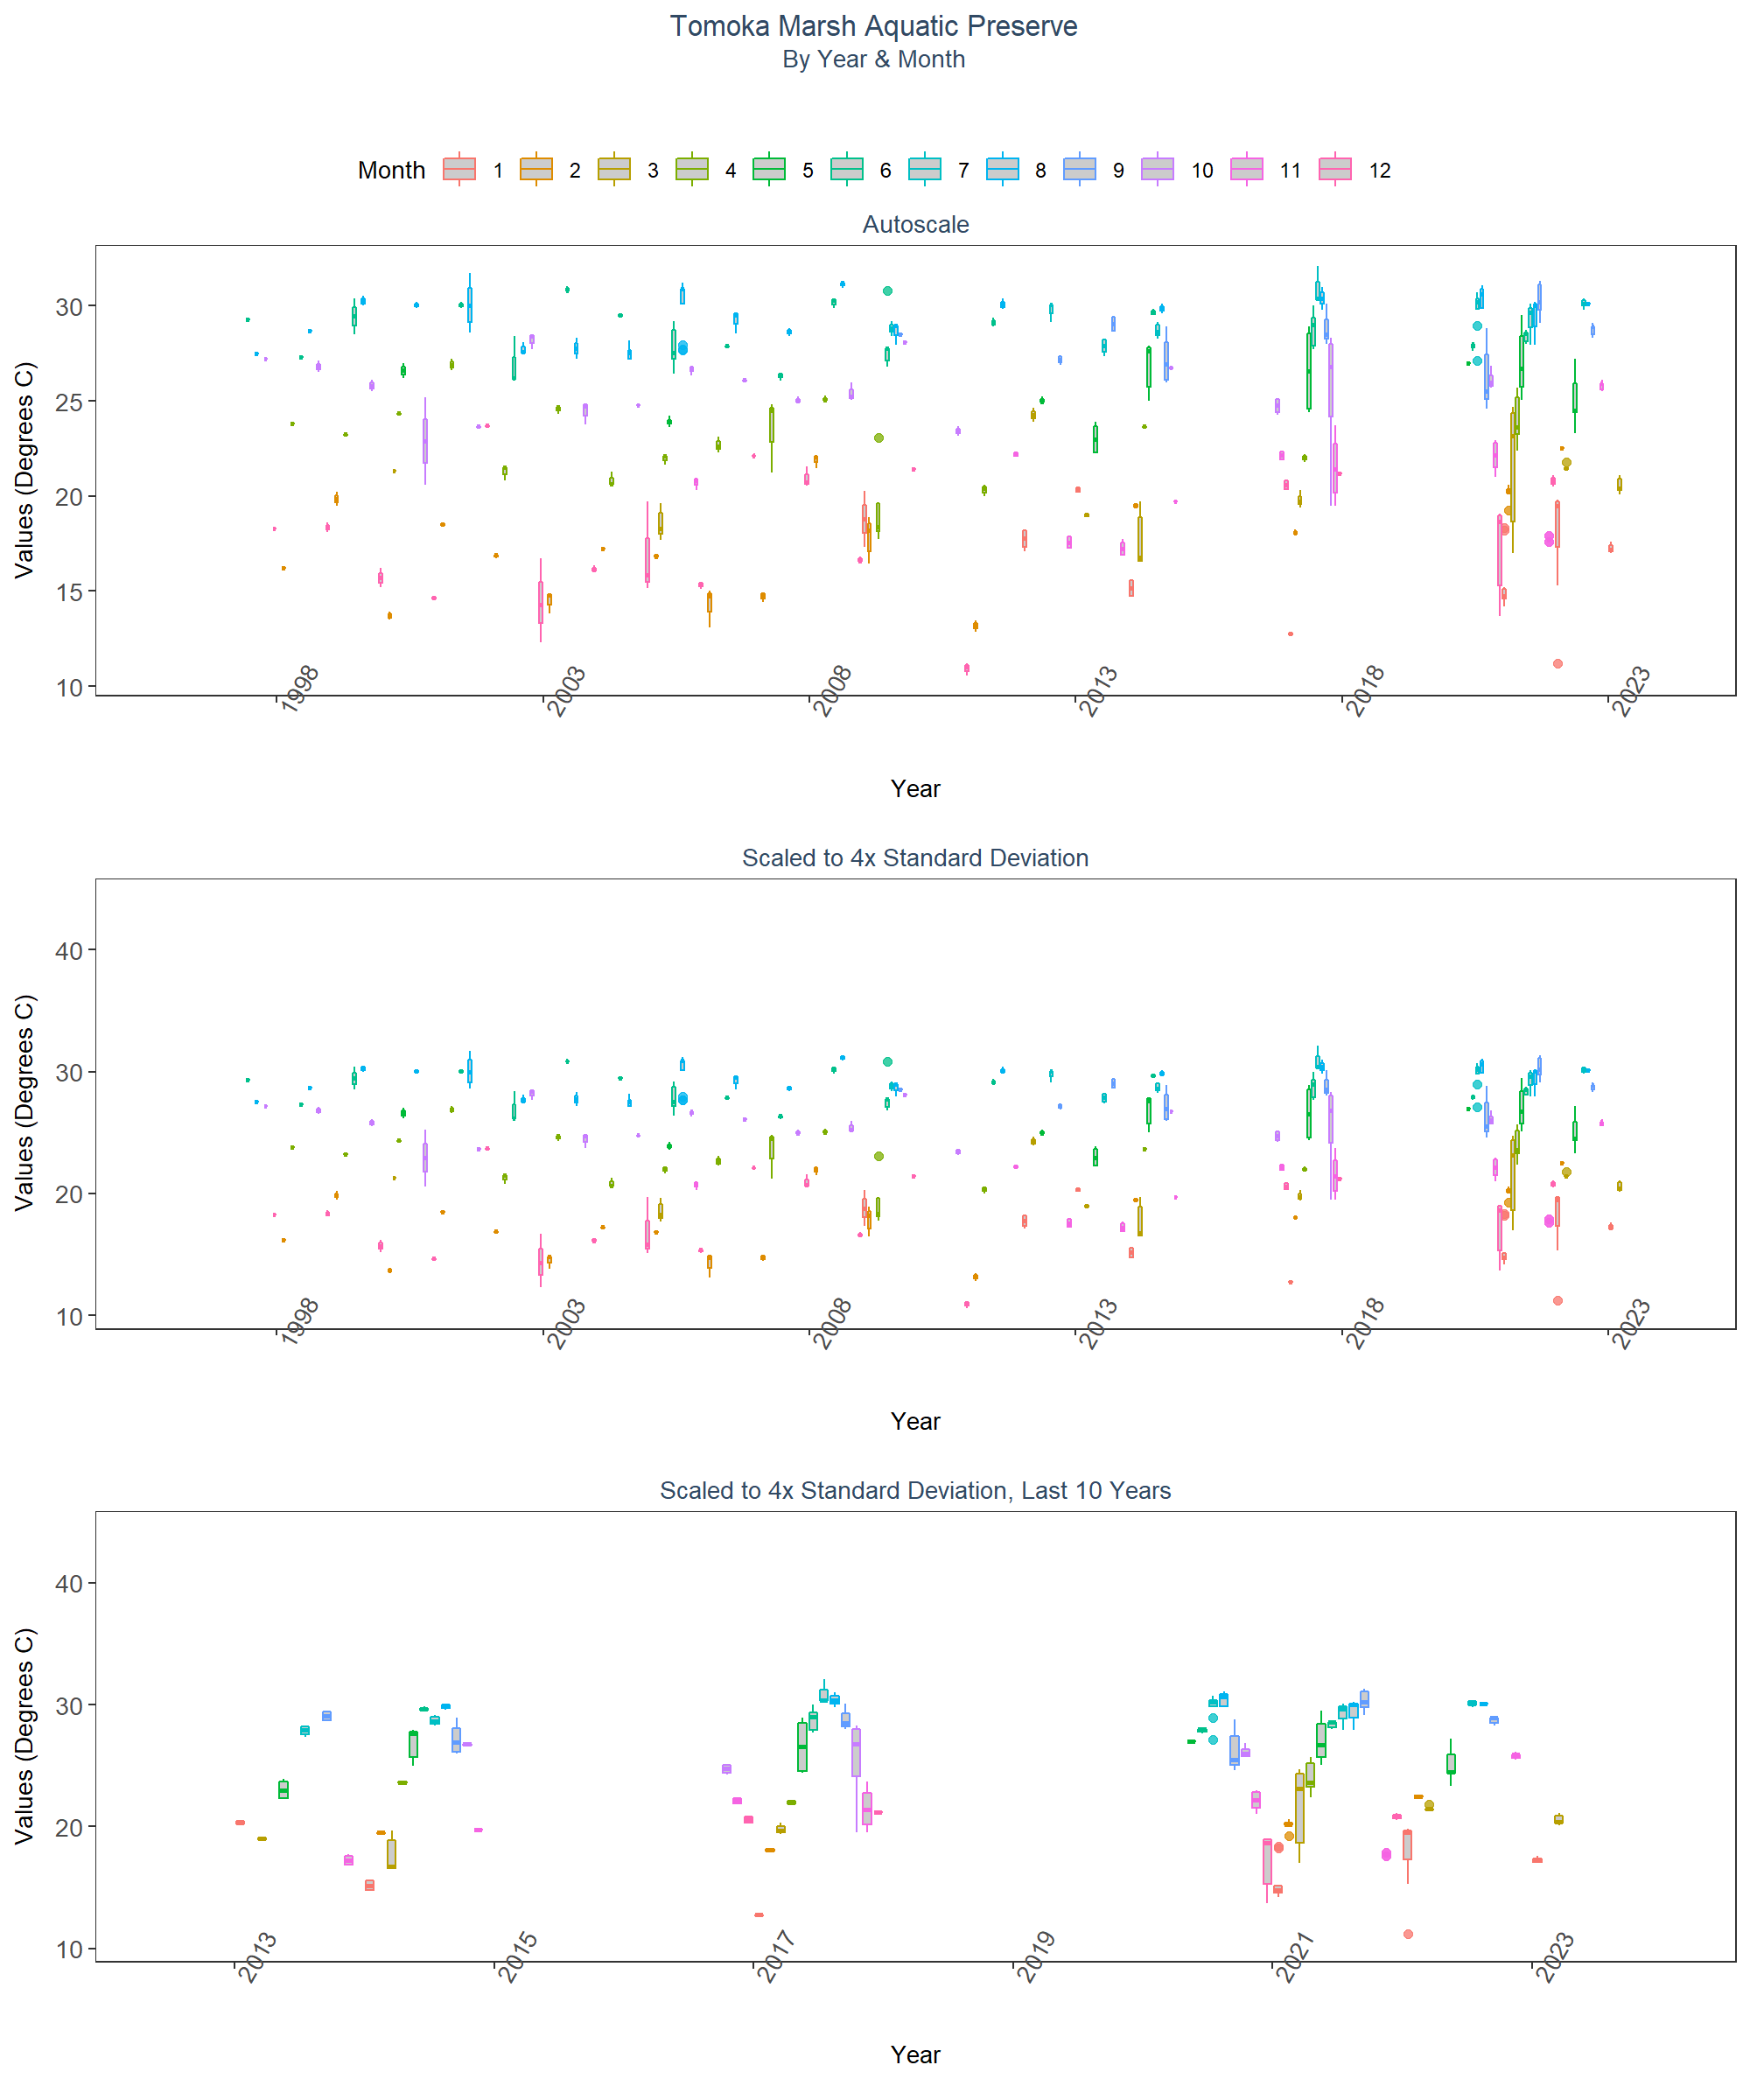 Tomoka Marsh Aquatic Preserve
By Year & Month
Month 1 2 3 4 5 6 7 8 9 10 11 12
Autoscale
Values (Degrees C)
30
25
20
15
10
1998 2003 2008 2013 2018 2023
Year
Scaled to 4x Standard Deviation
Values (Degrees C)
40
30
20
10
1998 2003 2008 2013 2018 2023
Year
Scaled to 4x Standard Deviation, Last 10 Years
Values (Degrees C)
40
30
20
10
2013 2015 2017 2019 2021 2023
Year